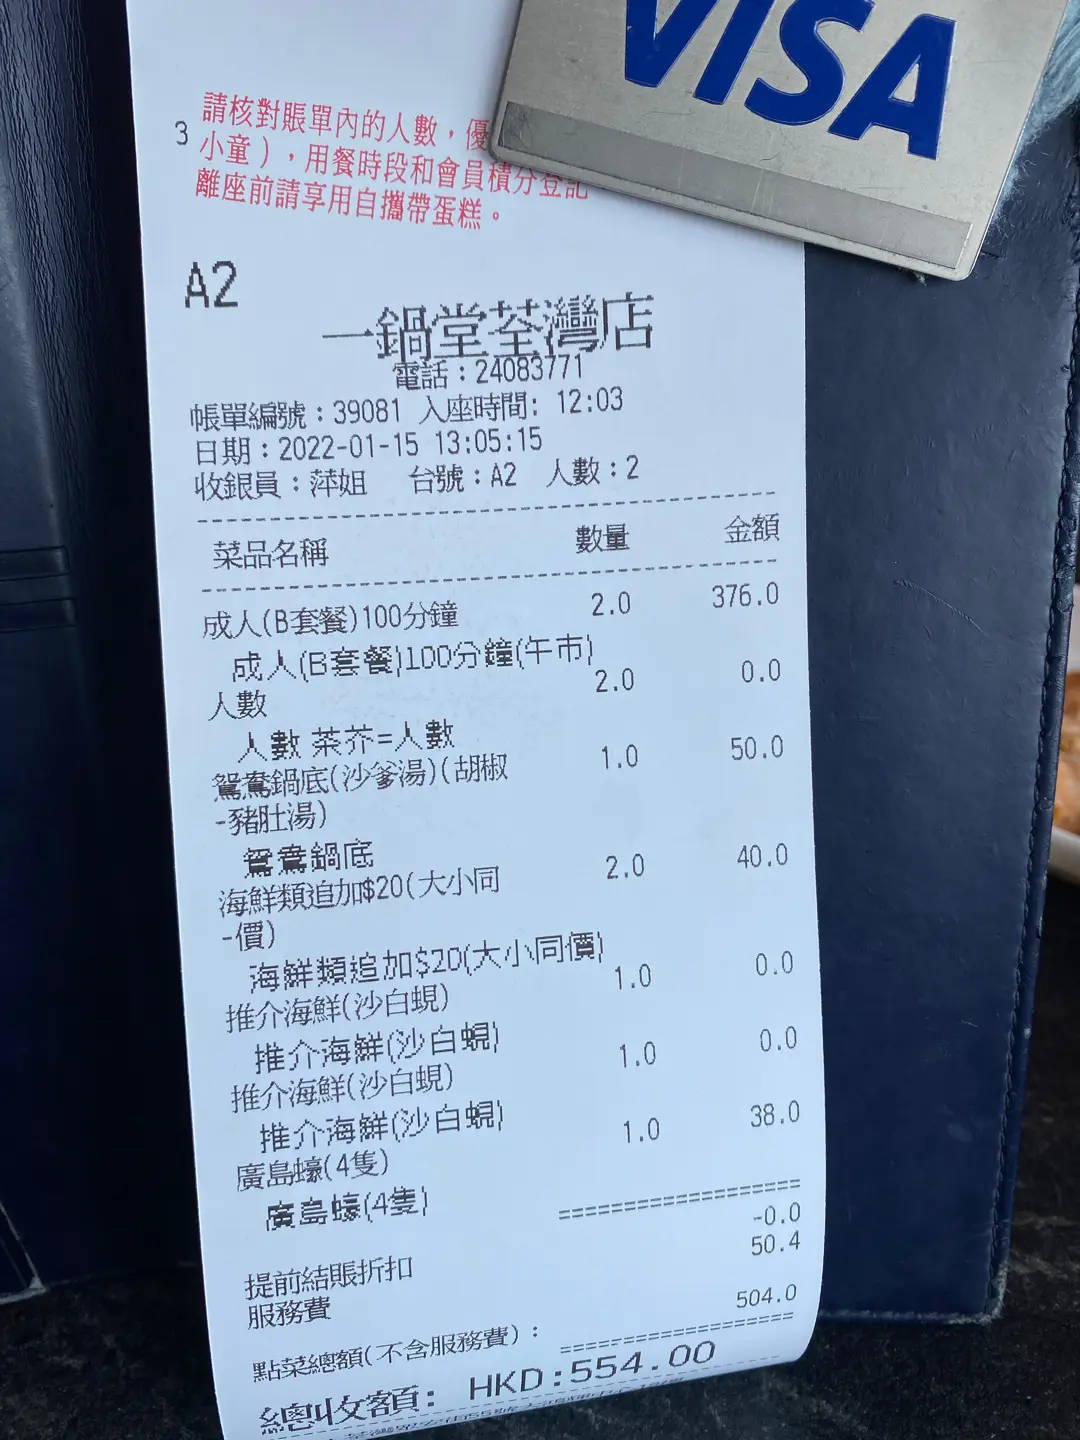 VISA
請核對賬單內的人數，優
3
小童），用餐時段和會員積分登記
離座前請享用自攜帶蛋糕。
A2
一鍋堂荃灣店
電話：24083771
帳單編號：39081 入座時間: 12:03
日期：2022-01-15 13:05:15
收銀員：萍姐 台號：A2 人數：2
菜品名稱 數量 金額
成人(B套餐)100分鐘 2.0 376.0
成人(B套餐)100分鐘(午市)
人數 2.0 0.0
人數 茶芥=人數
鴛鴦鍋底(沙爹湯)(胡椒 1.0 50.0
-豬肚湯)
鴛鴦鍋底
海鮮類追加$20(大小同 2.0 40.0
-價)
海鮮類追加$20(大小同價)
推介海鮮(沙白蜆) 1.0 0.0
推介海鮮(沙白蜆)
推介海鮮(沙白蜆) 1.0 0.0
推介海鮮(沙白蜆)
廣島蠔(4隻) 1.0 38.0
廣島蠔(4隻)
提前結賬折扣 -0.0
服務費 50.4
點菜總額(不含服務費)： 504.0
總收額: HKD:554.00